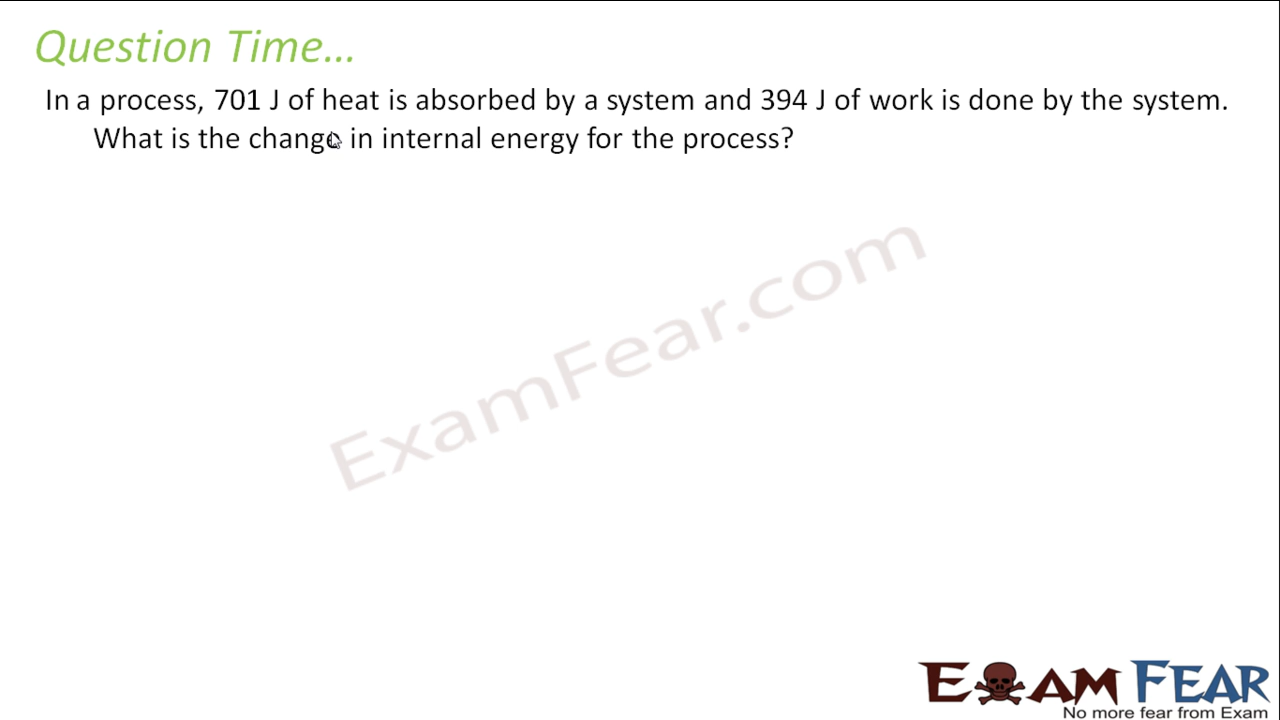 Question Time…
In a process, 701 J of heat is absorbed by a system and 394 J of work is done by the system.
What is the change in internal energy for the process?
ExamFear.com
EXAM FEAR
No more fear from Exam